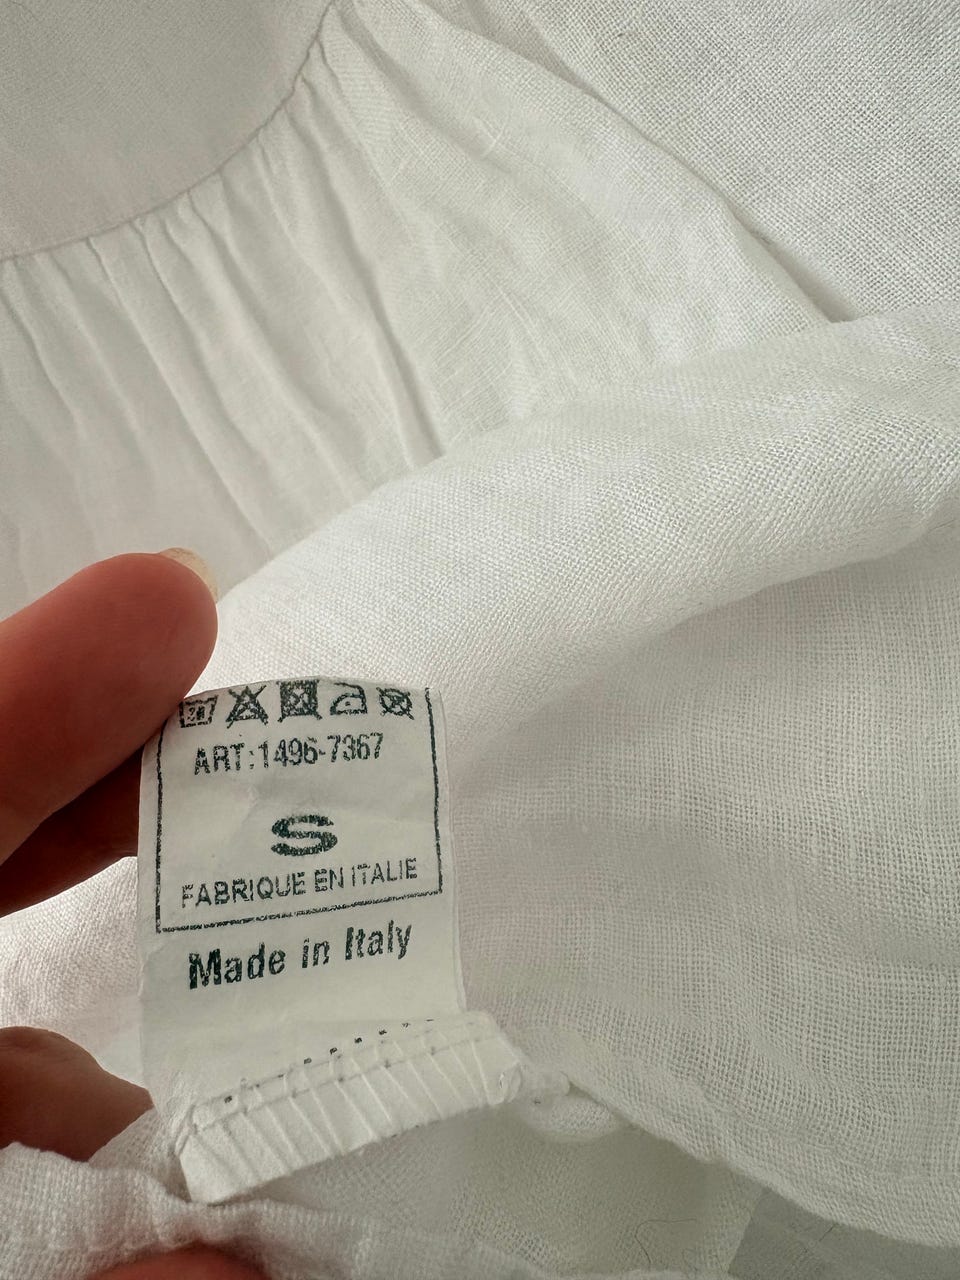 ART:1496-7367
S
FABRIQUE EN ITALIE
Made in Italy